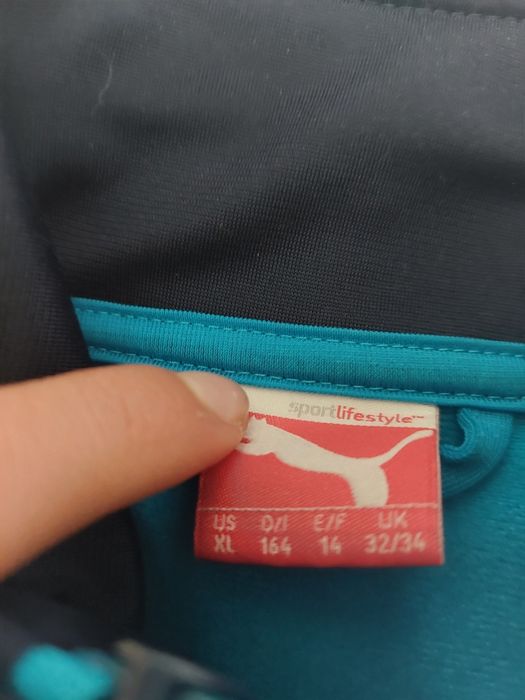 sportlifestyle™
US D/I E/F UK
XL 164 14 32/34